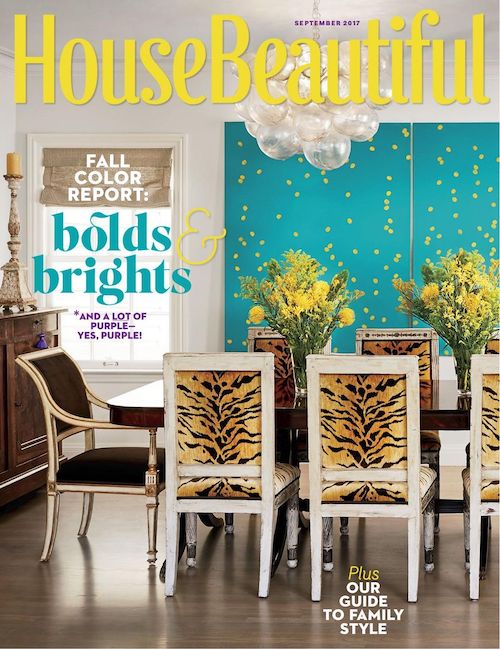 SEPTEMBER 2017
HouseBeautiful
FALL
COLOR
REPORT:
bolds &
brights
*AND A LOT OF
PURPLE—
YES, PURPLE!
Plus
OUR
GUIDE
TO FAMILY
STYLE